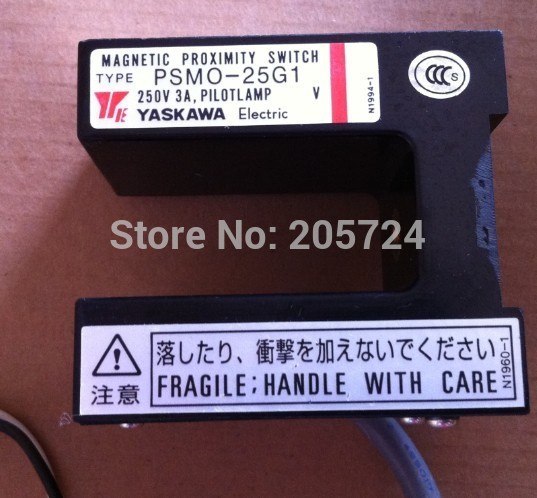 MAGNETIC PROXIMITY SWITCH
TYPE PSMO-25G1
250V 3A, PILOTLAMP V
YE YASKAWA Electric
N1994-1
CCC S
Store No: 205724
落したり、衝撃を加えないでください
注意 FRAGILE; HANDLE WITH CARE
N1960-1